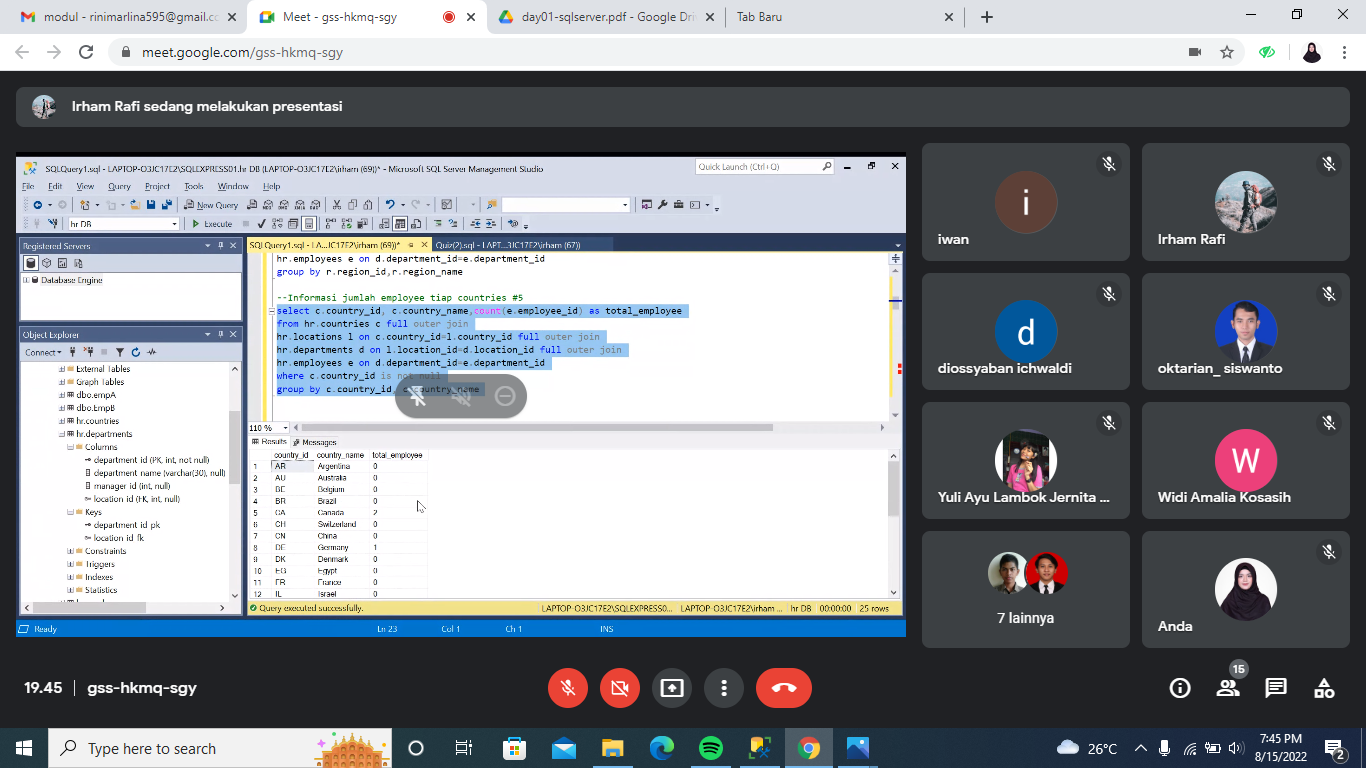 modul - rinimarlina595@gmail.co
Meet - gss-hkmq-sgy
day01-sqlserver.pdf - Google Dri
Tab Baru
meet.google.com/gss-hkmq-sgy
Irham Rafi sedang melakukan presentasi
SQLQuery1.sql - LAPTOP-O3JC17E2\SQLEXPRESS01.hr DB (LAPTOP-O3JC17E2\irham (69))* - Microsoft SQL Server Management Studio
Quick Launch (Ctrl+Q)
File Edit View Query Project Tools Window Help
New Query
hr DB
Execute
Registered Servers
Database Engine
Object Explorer
Connect
External Tables
Graph Tables
dbo.empA
dbo.EmpB
hr.countries
hr.departments
Columns
department id (PK, int, not null)
department name (varchar(30), null)
manager id (int, null)
location id (FK, int, null)
Keys
department id pk
location id fk
Constraints
Triggers
Indexes
Statistics
SQLQuery1.sql - LA...JC17E2\irham (69))*
Quiz(2).sql - LAPT...3JC17E2\irham (67))
hr.employees e on d.department_id=e.department_id
group by r.region_id,r.region_name
--Informasi jumlah employee tiap countries #5
select c.country_id, c.country_name,count(e.employee_id) as total_employee
from hr.countries c full outer join
hr.locations l on c.country_id=l.country_id full outer join
hr.departments d on l.location_id=d.location_id full outer join
hr.employees e on d.department_id=e.department_id
where c.country_id is not null
group by c.country_id, c.country_name
110 %
Results Messages
country_id country_name total_employee
1 AR Argentina 0
2 AU Australia 0
3 BE Belgium 0
4 BR Brazil 0
5 CA Canada 2
6 CH Switzerland 0
7 CN China 0
8 DE Germany 1
9 DK Denmark 0
10 EG Egypt 0
11 FR France 0
12 IL Israel 0
Query executed successfully.
LAPTOP-O3JC17E2\SQLEXPRESS0... LAPTOP-O3JC17E2\irham ... hr DB 00:00:00 25 rows
Ready
Ln 23 Col 1 Ch 1 INS
i
iwan
Irham Rafi
d
diossyaban ichwaldi
oktarian_ siswanto
Yuli Ayu Lambok Jernita ...
W
Widi Amalia Kosasih
7 lainnya
Anda
19.45 gss-hkmq-sgy
15
Type here to search
26°C
7:45 PM
8/15/2022
2